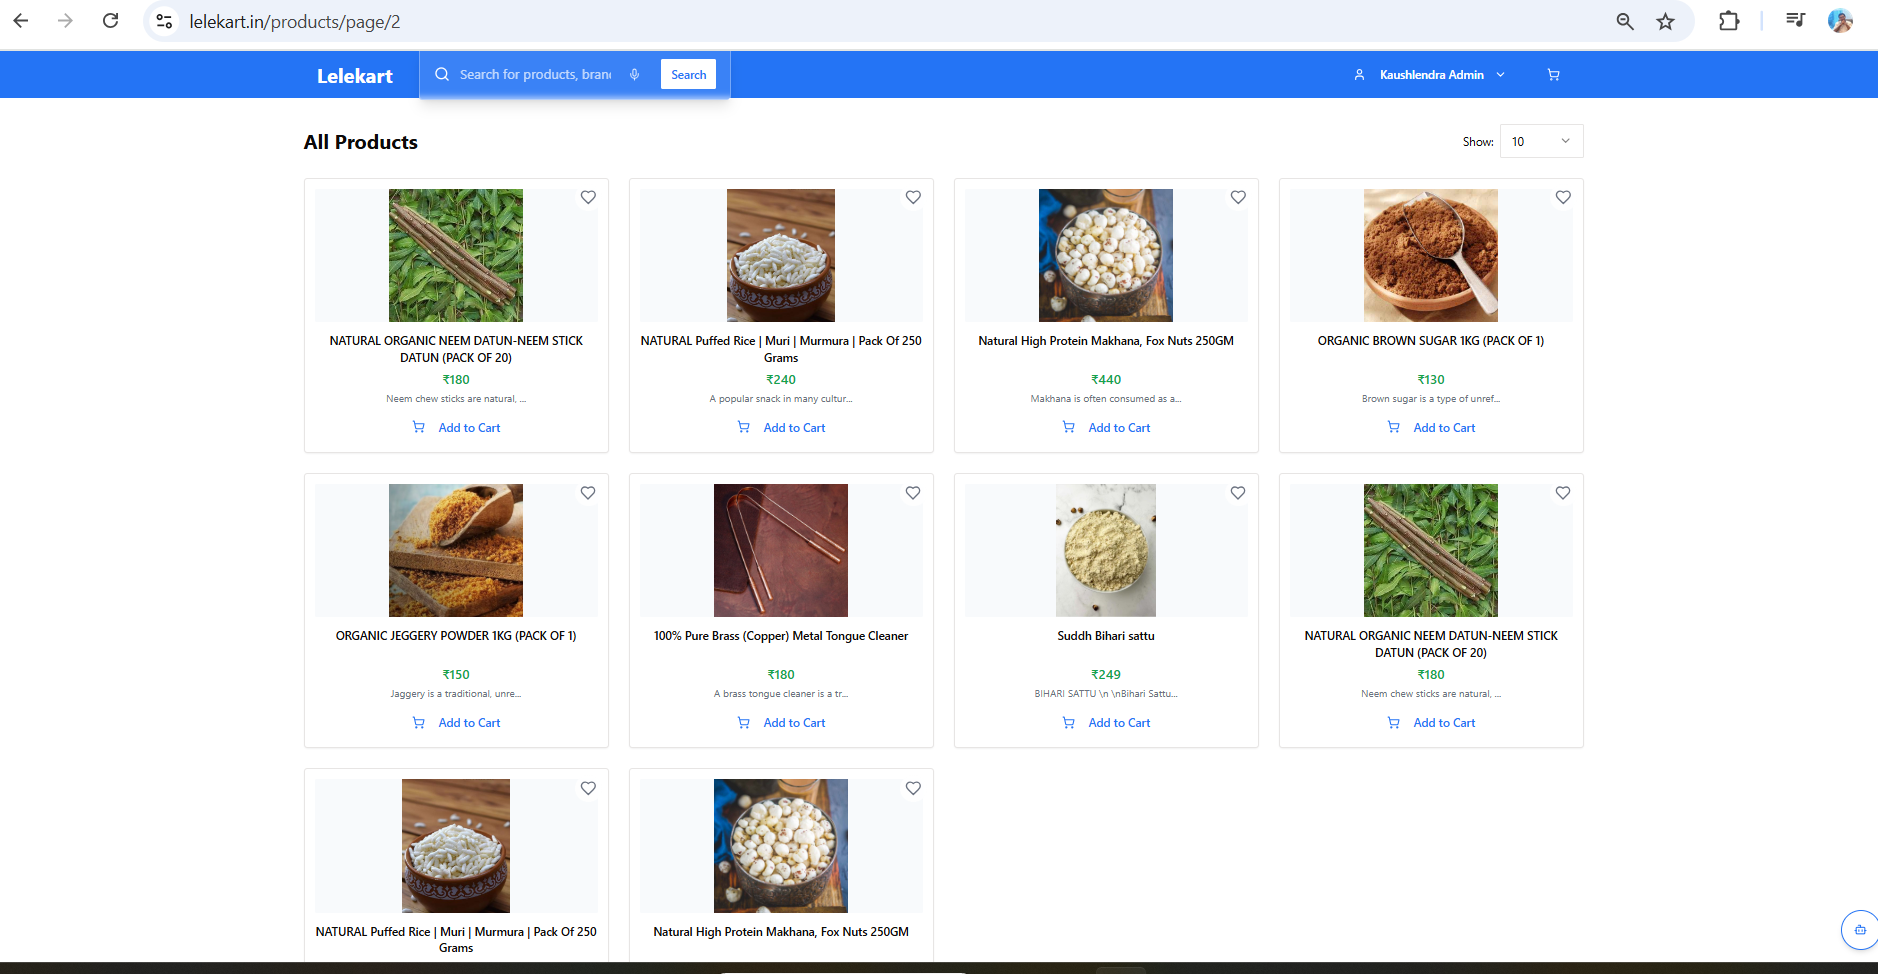 lelekart.in/products/page/2
Lelekart
Search for products, bran
Search
Kaushlendra Admin
All Products
Show:
10
NATURAL ORGANIC NEEM DATUN-NEEM STICK
DATUN (PACK OF 20)
₹180
Neem chew sticks are natural, ...
Add to Cart
NATURAL Puffed Rice | Muri | Murmura | Pack Of 250
Grams
₹240
A popular snack in many cultur...
Add to Cart
Natural High Protein Makhana, Fox Nuts 250GM
₹440
Makhana is often consumed as a...
Add to Cart
ORGANIC BROWN SUGAR 1KG (PACK OF 1)
₹130
Brown sugar is a type of unref...
Add to Cart
ORGANIC JEGGERY POWDER 1KG (PACK OF 1)
₹150
Jaggery is a traditional, unre...
Add to Cart
100% Pure Brass (Copper) Metal Tongue Cleaner
₹180
A brass tongue cleaner is a tr...
Add to Cart
Suddh Bihari sattu
₹249
BIHARI SATTU \n \nBihari Sattu...
Add to Cart
NATURAL ORGANIC NEEM DATUN-NEEM STICK
DATUN (PACK OF 20)
₹180
Neem chew sticks are natural, ...
Add to Cart
NATURAL Puffed Rice | Muri | Murmura | Pack Of 250
Grams
Natural High Protein Makhana, Fox Nuts 250GM